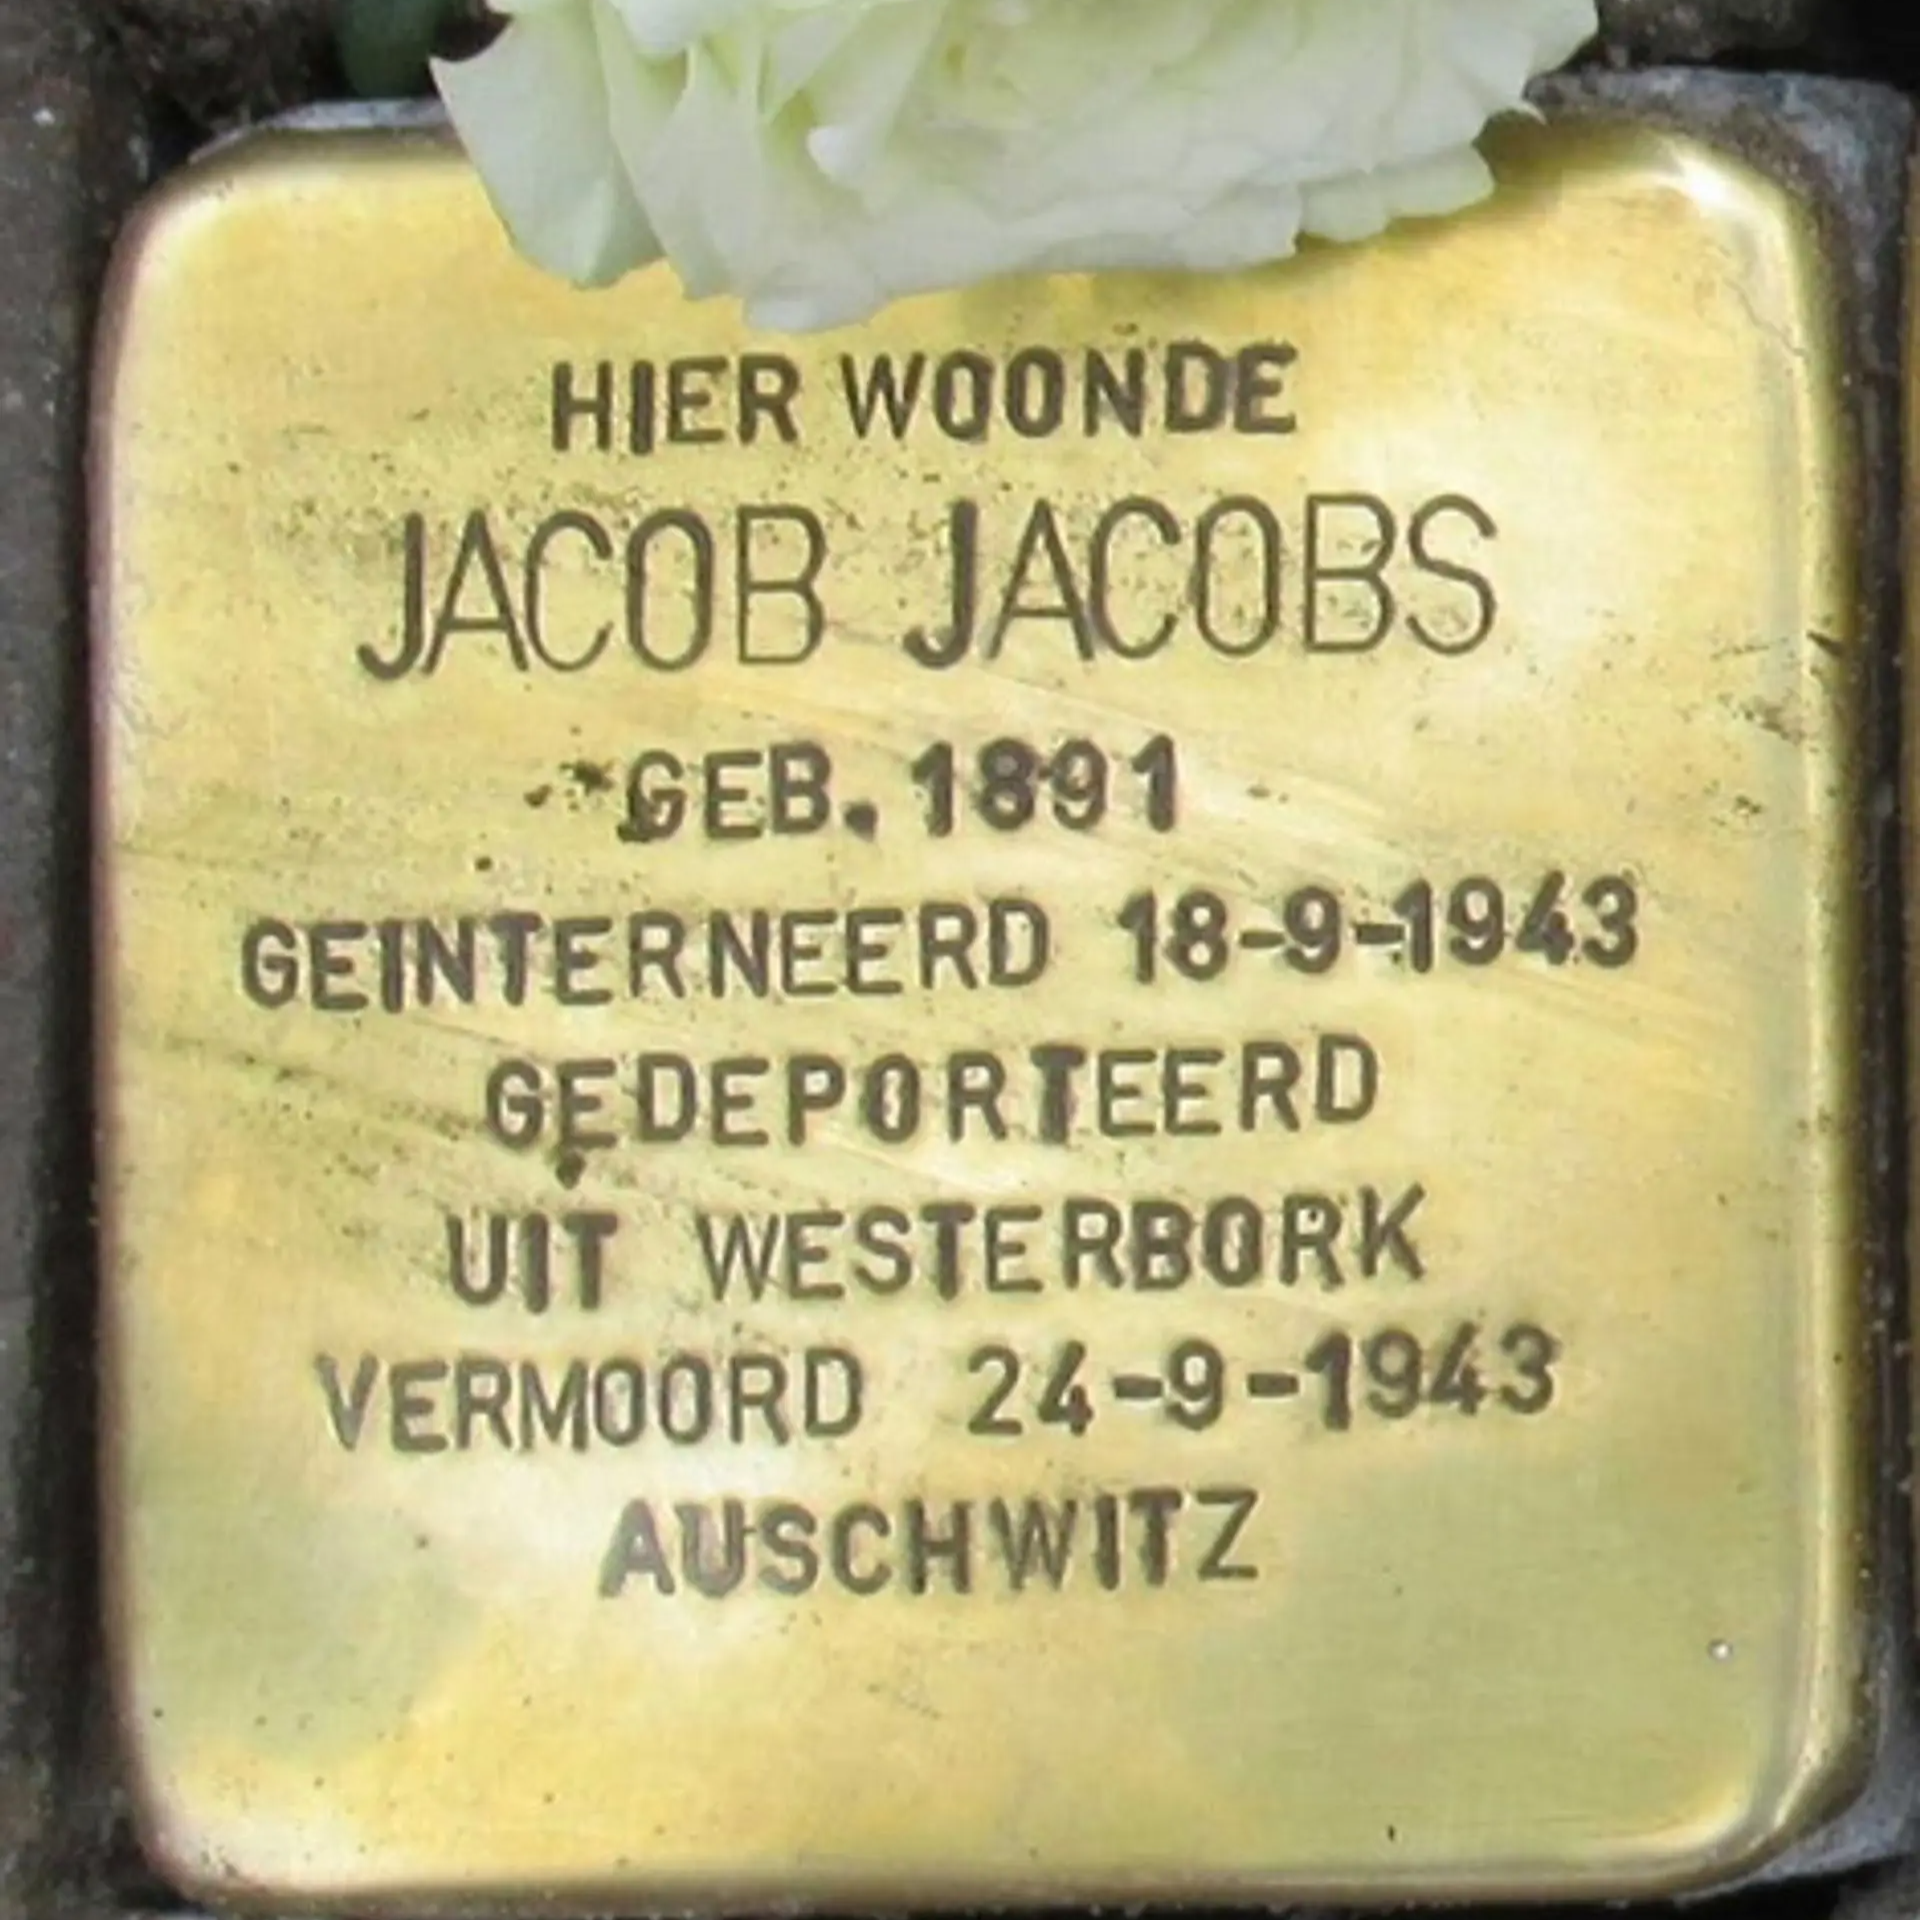 HIER WOONDE
JACOB JACOBS
GEB. 1891
GEINTERNEERD 18-9-1943
GEDEPORTEERD
UIT WESTERBORK
VERMOORD 24-9-1943
AUSCHWITZ